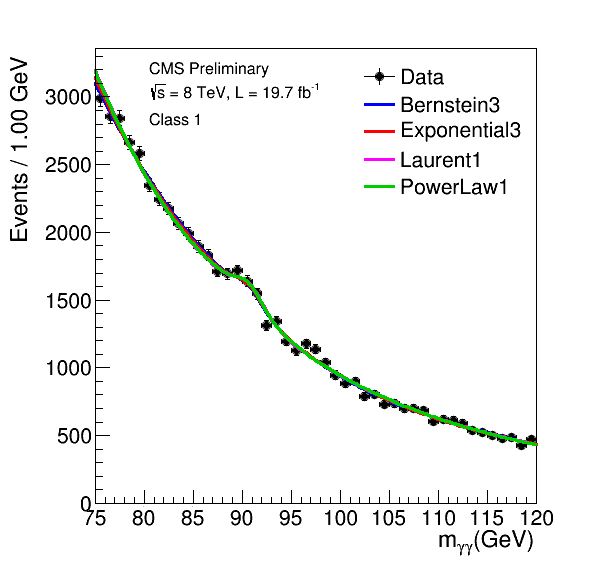 CMS Preliminary
√s = 8 TeV, L = 19.7 fb⁻¹
Class 1
Data
Bernstein3
Exponential3
Laurent1
PowerLaw1
Events / 1.00 GeV
3000
2500
2000
1500
1000
500
0
75 80 85 90 95 100 105 110 115 120
mγγ(GeV)